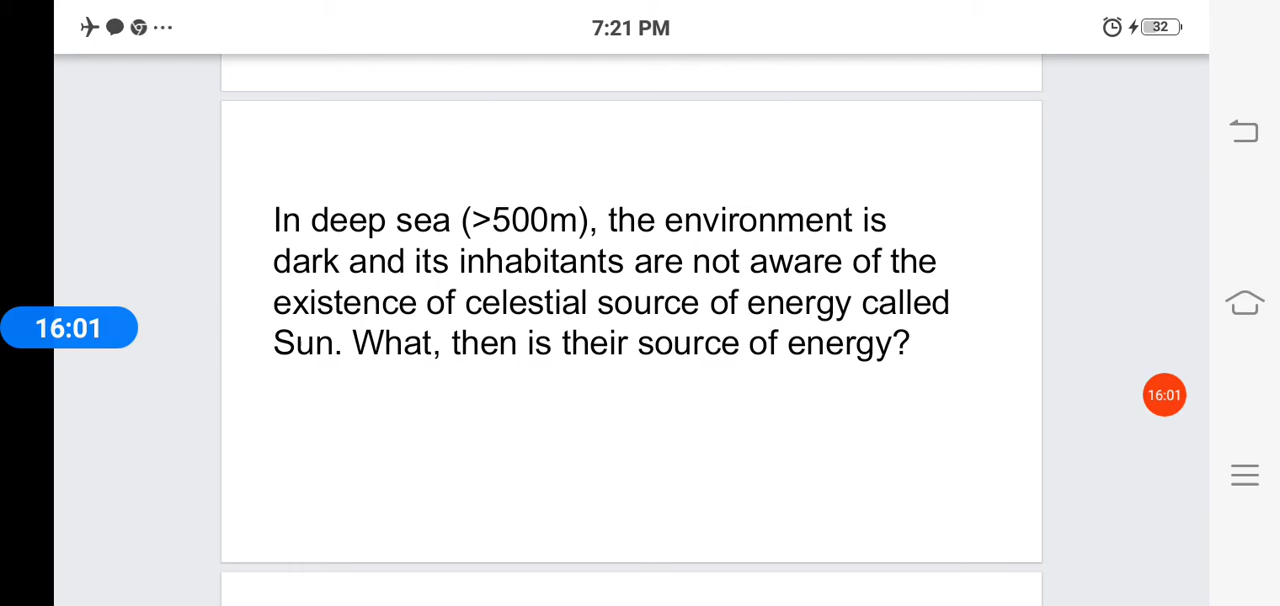 7:21 PM
32
In deep sea (>500m), the environment is
dark and its inhabitants are not aware of the
existence of celestial source of energy called
Sun. What, then is their source of energy?
16:01
16:01